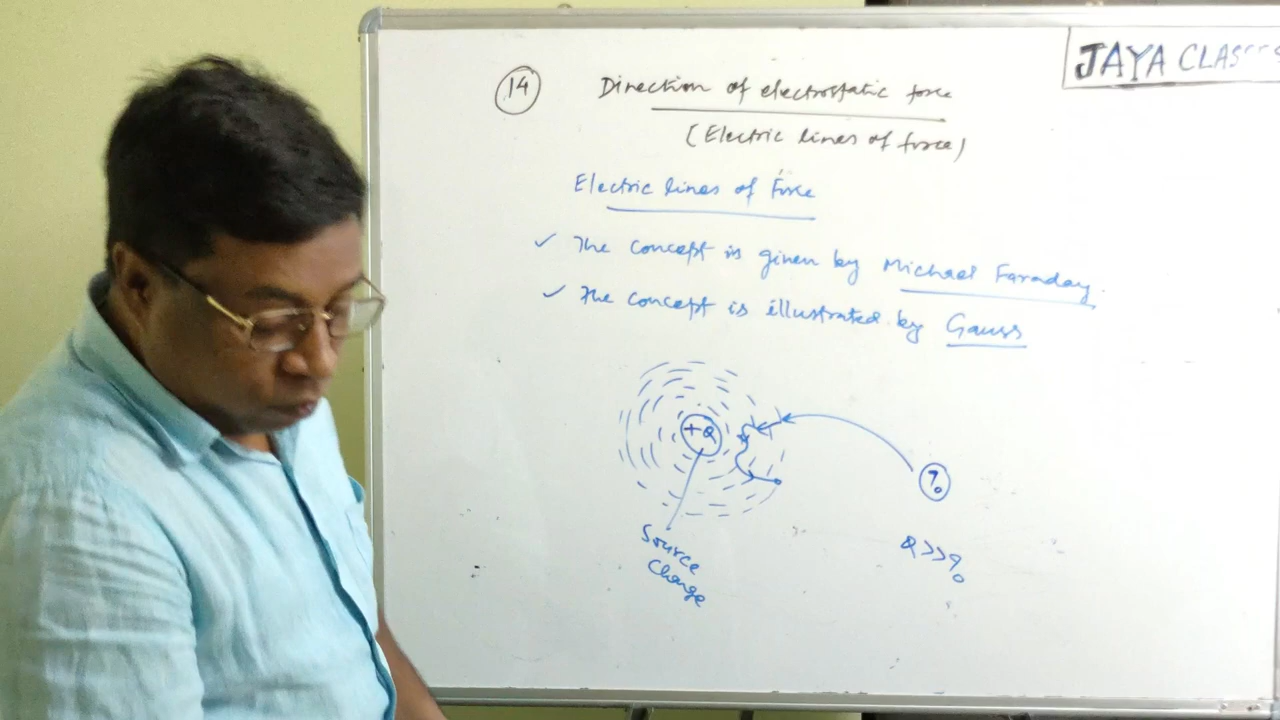 JAYA CLASSES
14
Direction of electrostatic force
(Electric lines of force)
Electric lines of Force
✓ The concept is given by Michael Faraday.
✓ The concept is illustrated by Gauss
+Q
q₀
Q>>q₀
Source
Charge